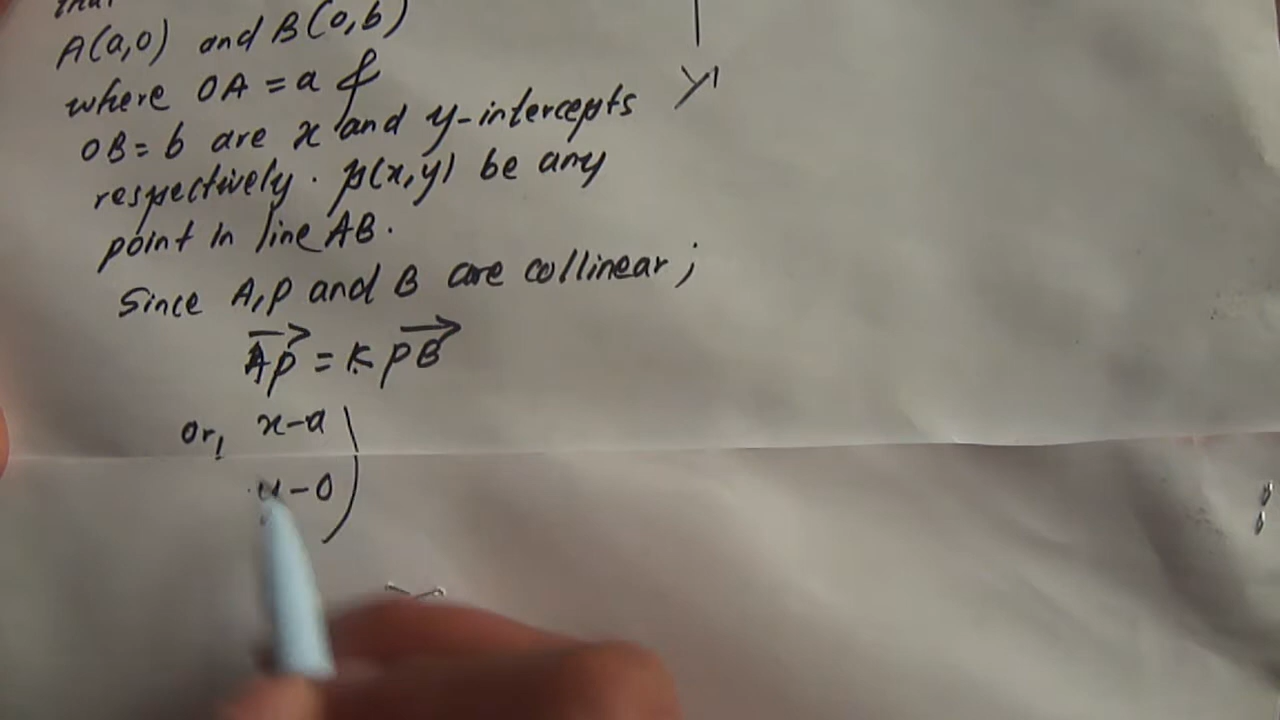 that
A(a,0) and B(0,b)
where OA = a &
OB = b are x and y-intercepts
respectively. p(x,y) be any
point in line AB.
Since A,P and B are collinear;
→AP = K →PB
or, x-a
y-0
y'